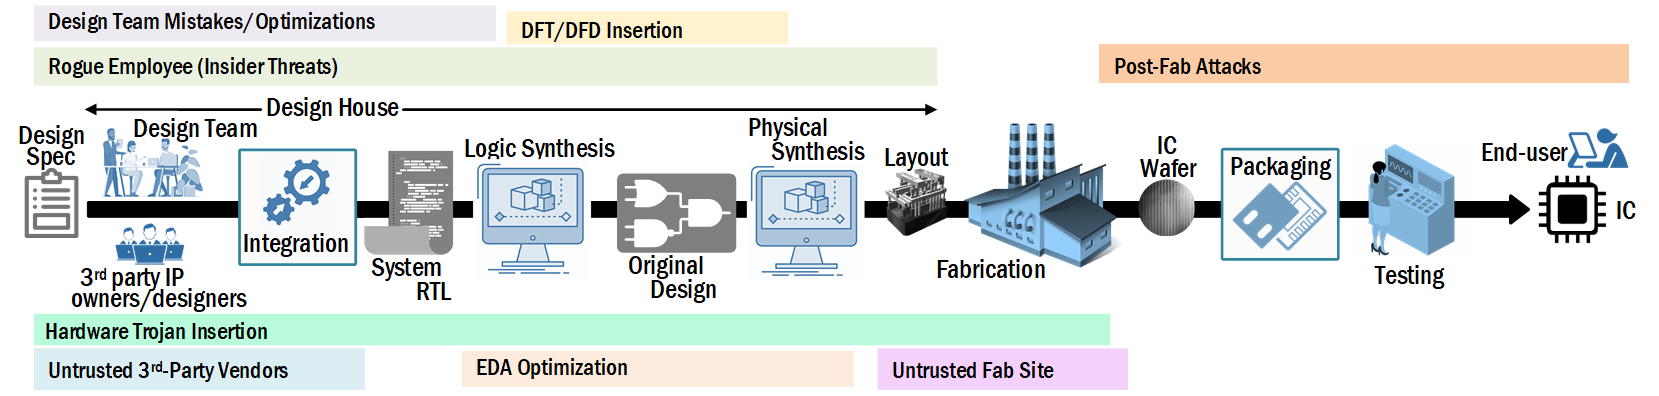 Design Team Mistakes/Optimizations
DFT/DFD Insertion
Rogue Employee (Insider Threats)
Post-Fab Attacks
Design House
Design
Spec
Design Team
3rd party IP
owners/designers
Integration
System
RTL
Logic Synthesis
Original
Design
Physical
Synthesis
Layout
Fabrication
IC
Wafer
Packaging
Testing
End-user
IC
Hardware Trojan Insertion
Untrusted 3rd-Party Vendors
EDA Optimization
Untrusted Fab Site